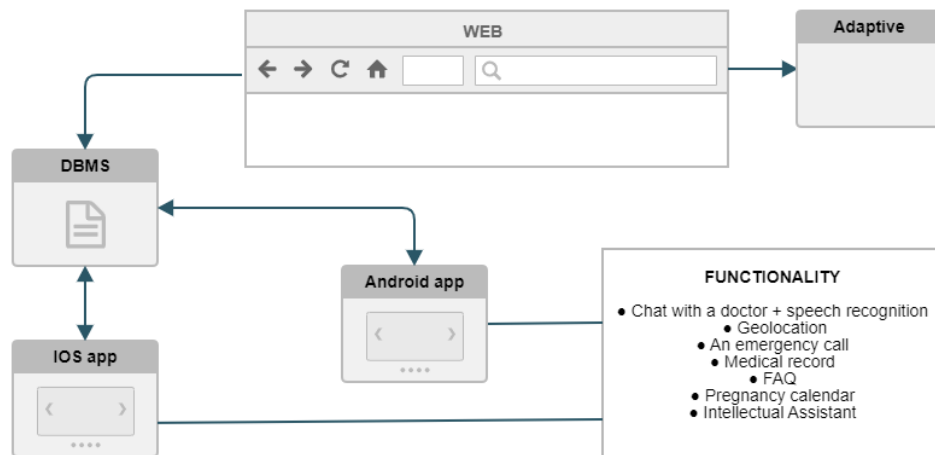 WEB
Adaptive
DBMS
Android app
IOS app
FUNCTIONALITY
● Chat with a doctor + speech recognition
● Geolocation
● An emergency call
● Medical record
● FAQ
● Pregnancy calendar
● Intellectual Assistant